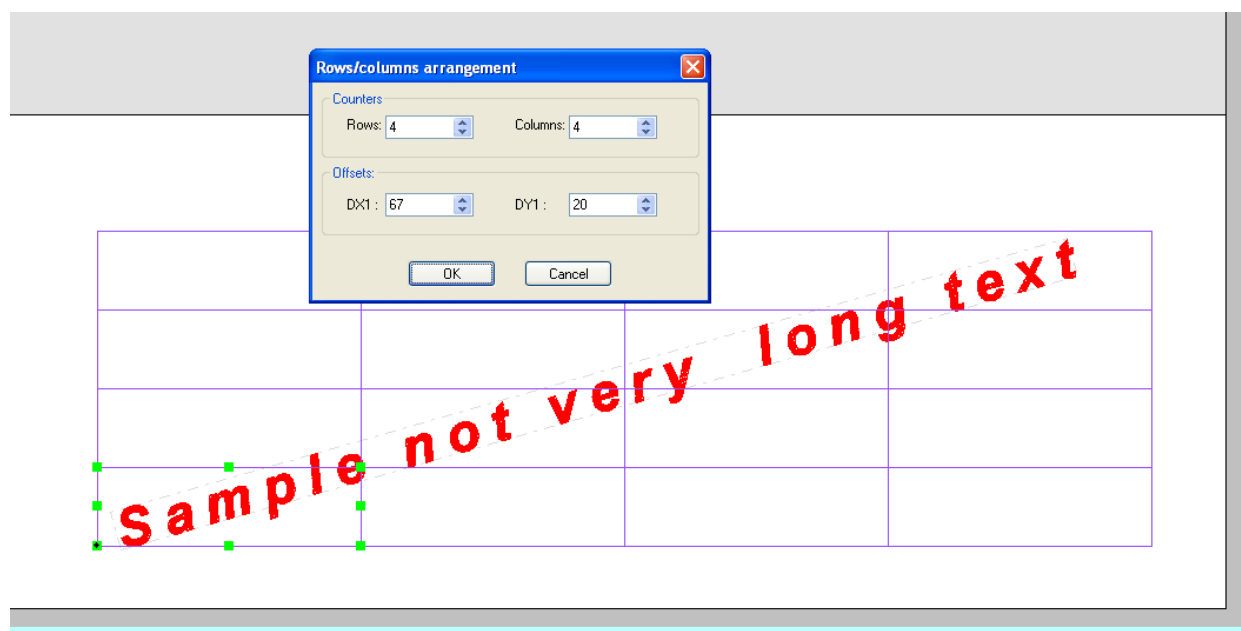 Rows/columns arrangement
Counters
Rows: 4 Columns: 4
Offsets:
DX1 : 67 DY1 : 20
OK Cancel
Sample not very long text